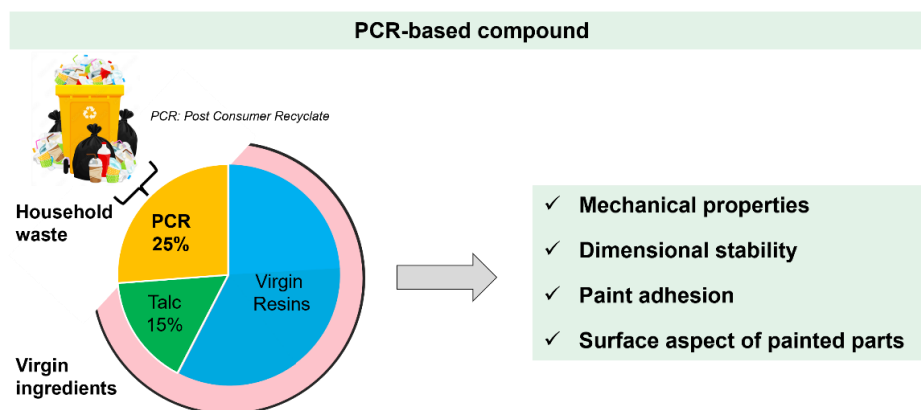 PCR-based compound
PCR: Post Consumer Recyclate
Household
waste
PCR
25%
Virgin
Resins
Talc
15%
Virgin
ingredients
✓ Mechanical properties
✓ Dimensional stability
✓ Paint adhesion
✓ Surface aspect of painted parts